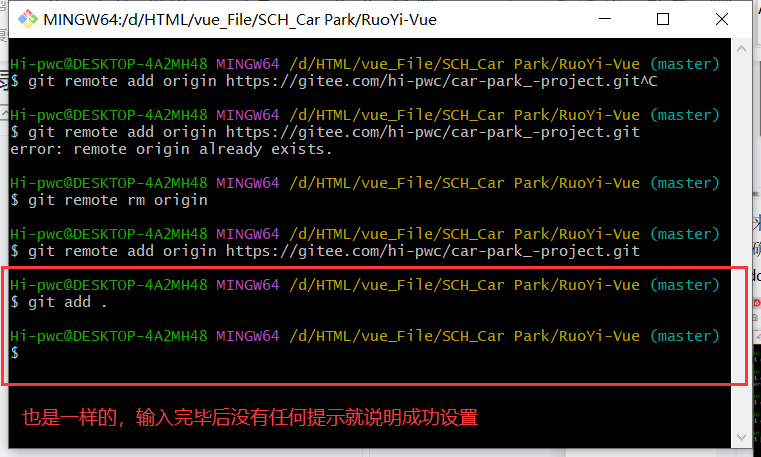 MINGW64:/d/HTML/vue_File/SCH_Car Park/RuoYi-Vue
Hi-pwc@DESKTOP-4A2MH48 MINGW64 /d/HTML/vue_File/SCH_Car Park/RuoYi-Vue (master)
$ git remote add origin https://gitee.com/hi-pwc/car-park_-project.git^C
Hi-pwc@DESKTOP-4A2MH48 MINGW64 /d/HTML/vue_File/SCH_Car Park/RuoYi-Vue (master)
$ git remote add origin https://gitee.com/hi-pwc/car-park_-project.git
error: remote origin already exists.
Hi-pwc@DESKTOP-4A2MH48 MINGW64 /d/HTML/vue_File/SCH_Car Park/RuoYi-Vue (master)
$ git remote rm origin
Hi-pwc@DESKTOP-4A2MH48 MINGW64 /d/HTML/vue_File/SCH_Car Park/RuoYi-Vue (master)
$ git remote add origin https://gitee.com/hi-pwc/car-park_-project.git
Hi-pwc@DESKTOP-4A2MH48 MINGW64 /d/HTML/vue_File/SCH_Car Park/RuoYi-Vue (master)
$ git add .
Hi-pwc@DESKTOP-4A2MH48 MINGW64 /d/HTML/vue_File/SCH_Car Park/RuoYi-Vue (master)
$
也是一样的，输入完毕后没有任何提示就说明成功设置